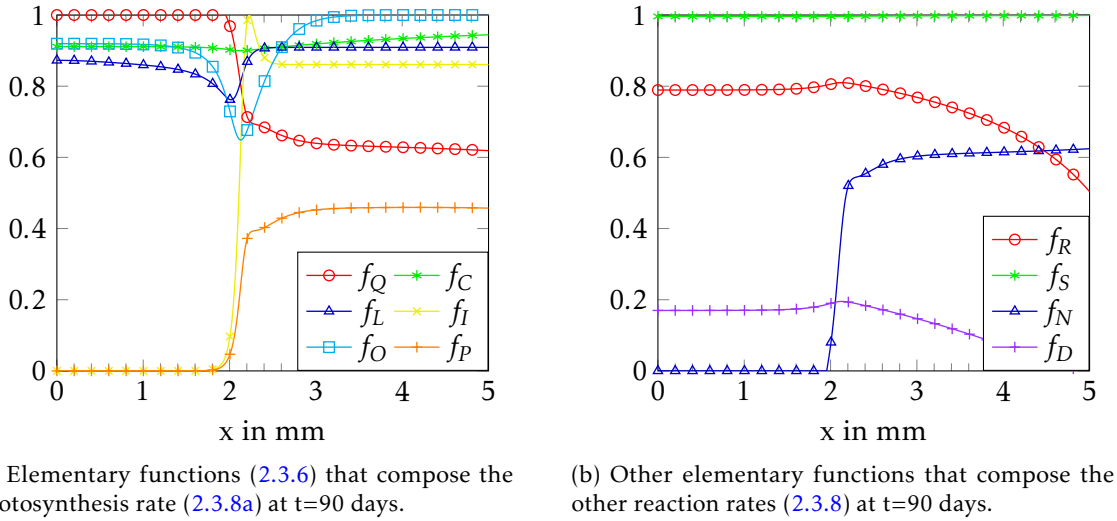 1
0.8
0.6
0.4
0.2
0
0 1 2 3 4 5
x in mm
f_Q f_C
f_L f_I
f_O f_P
Elementary functions (2.3.6) that compose the
otosynthesis rate (2.3.8a) at t=90 days.
1
0.8
0.6
0.4
0.2
0
0 1 2 3 4 5
x in mm
f_R
f_S
f_N
f_D
(b) Other elementary functions that compose the
other reaction rates (2.3.8) at t=90 days.